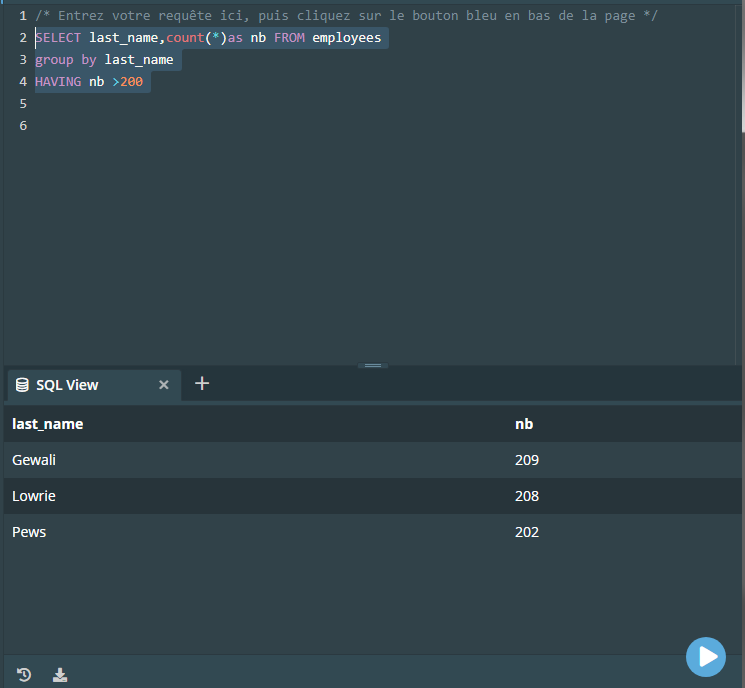 1 /* Entrez votre requête ici, puis cliquez sur le bouton bleu en bas de la page */
2 SELECT last_name,count(*)as nb FROM employees
3 group by last_name
4 HAVING nb >200
5
6
SQL View × +
last_name nb
Gewali 209
Lowrie 208
Pews 202